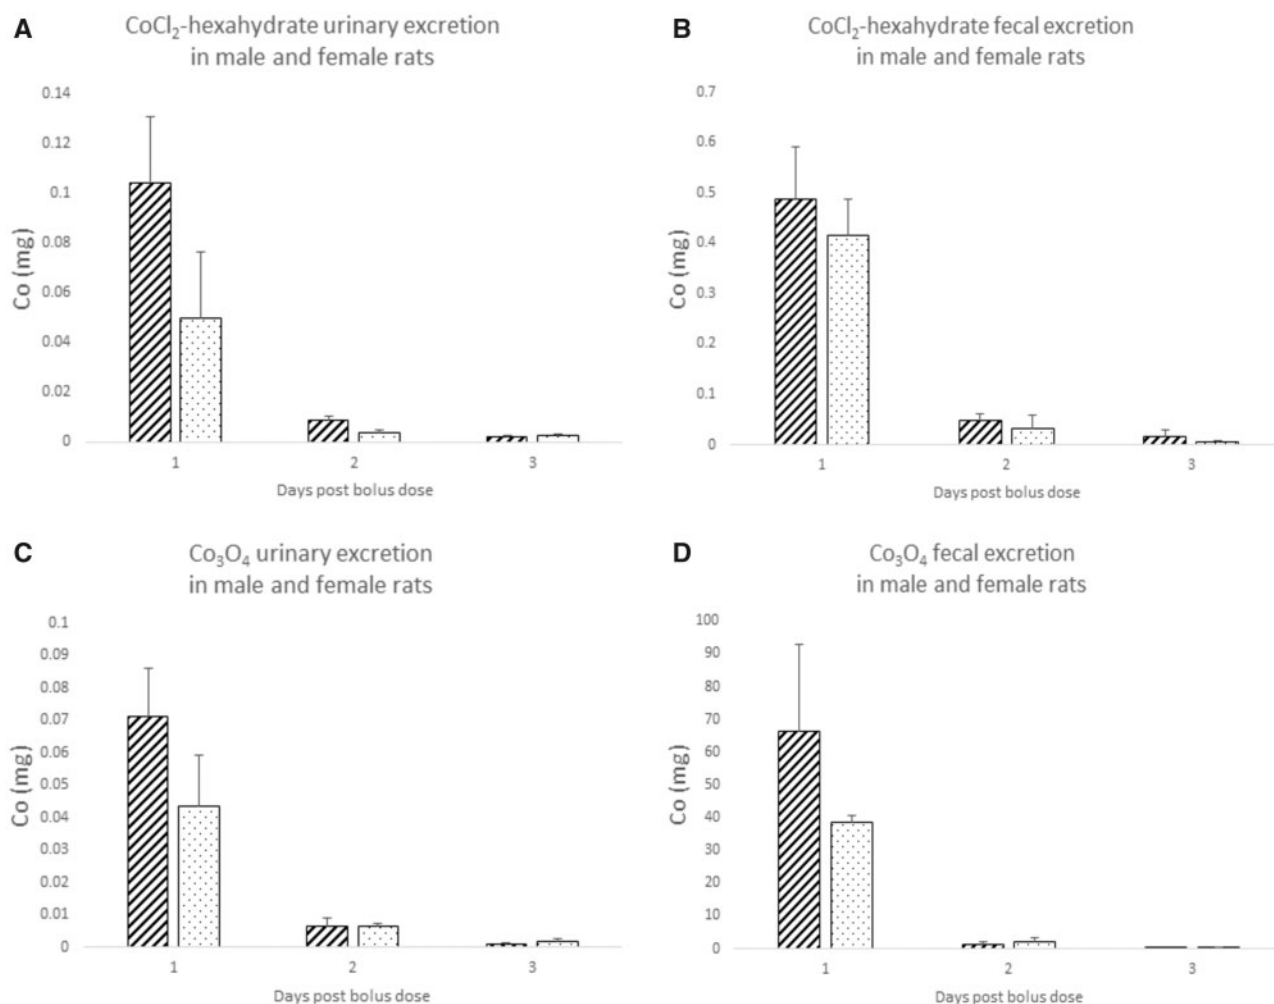 A
CoCl₂-hexahydrate urinary excretion
in male and female rats
0.14
0.12
0.1
0.08
0.06
0.04
0.02
0
Co (mg)
1 2 3
Days post bolus dose
B
CoCl₂-hexahydrate fecal excretion
in male and female rats
0.7
0.6
0.5
0.4
0.3
0.2
0.1
0
Co (mg)
1 2 3
Days post bolus dose
C
Co₃O₄ urinary excretion
in male and female rats
0.1
0.09
0.08
0.07
0.06
0.05
0.04
0.03
0.02
0.01
0
Co (mg)
1 2 3
Days post bolus dose
D
Co₃O₄ fecal excretion
in male and female rats
100
90
80
70
60
50
40
30
20
10
0
Co (mg)
1 2 3
Days post bolus dose